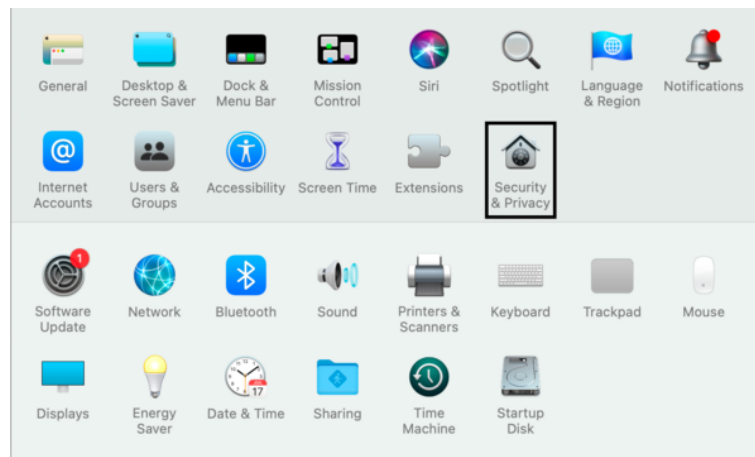 General
Desktop &
Screen Saver
Dock &
Menu Bar
Mission
Control
Siri
Spotlight
Language
& Region
Notifications
@
Internet
Accounts
Users &
Groups
Accessibility
Screen Time
Extensions
Security
& Privacy
1
Software
Update
Network
Bluetooth
Sound
Printers &
Scanners
Keyboard
Trackpad
Mouse
Displays
Energy
Saver
17
Date & Time
Sharing
Time
Machine
Startup
Disk